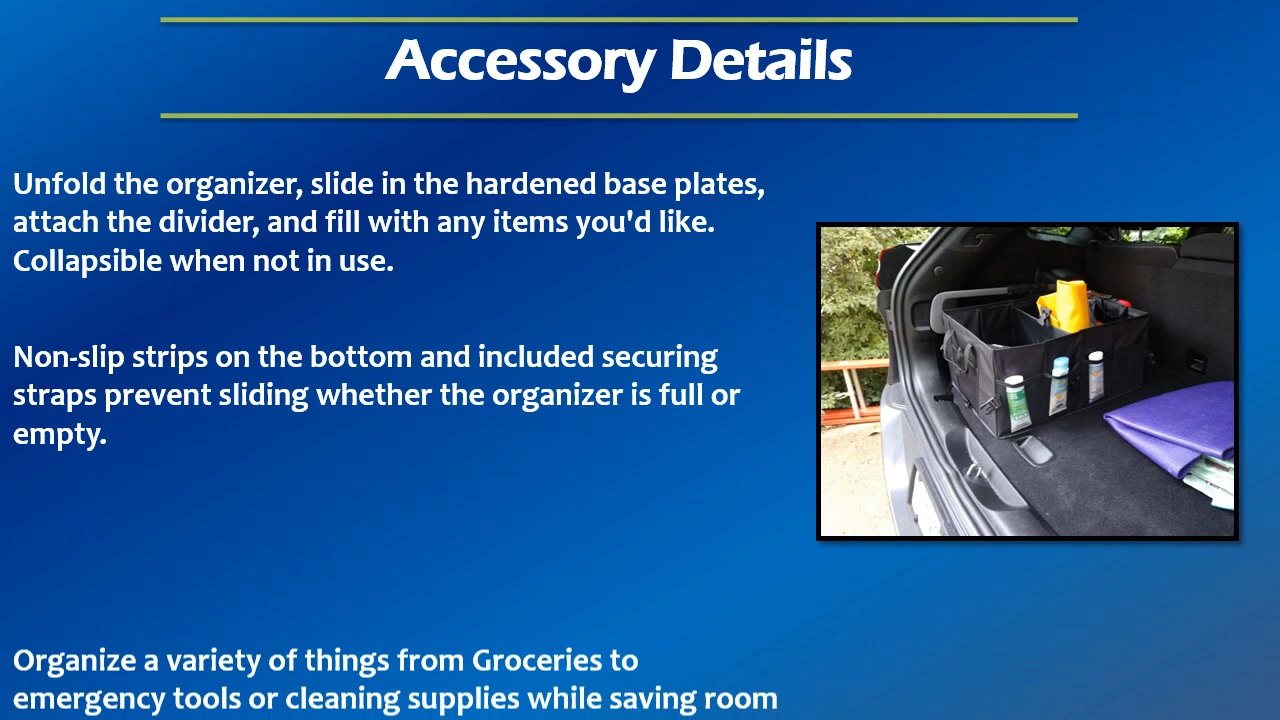 Accessory Details
Unfold the organizer, slide in the hardened base plates,
attach the divider, and fill with any items you'd like.
Collapsible when not in use.
Non-slip strips on the bottom and included securing
straps prevent sliding whether the organizer is full or
empty.
Organize a variety of things from Groceries to
emergency tools or cleaning supplies while saving room